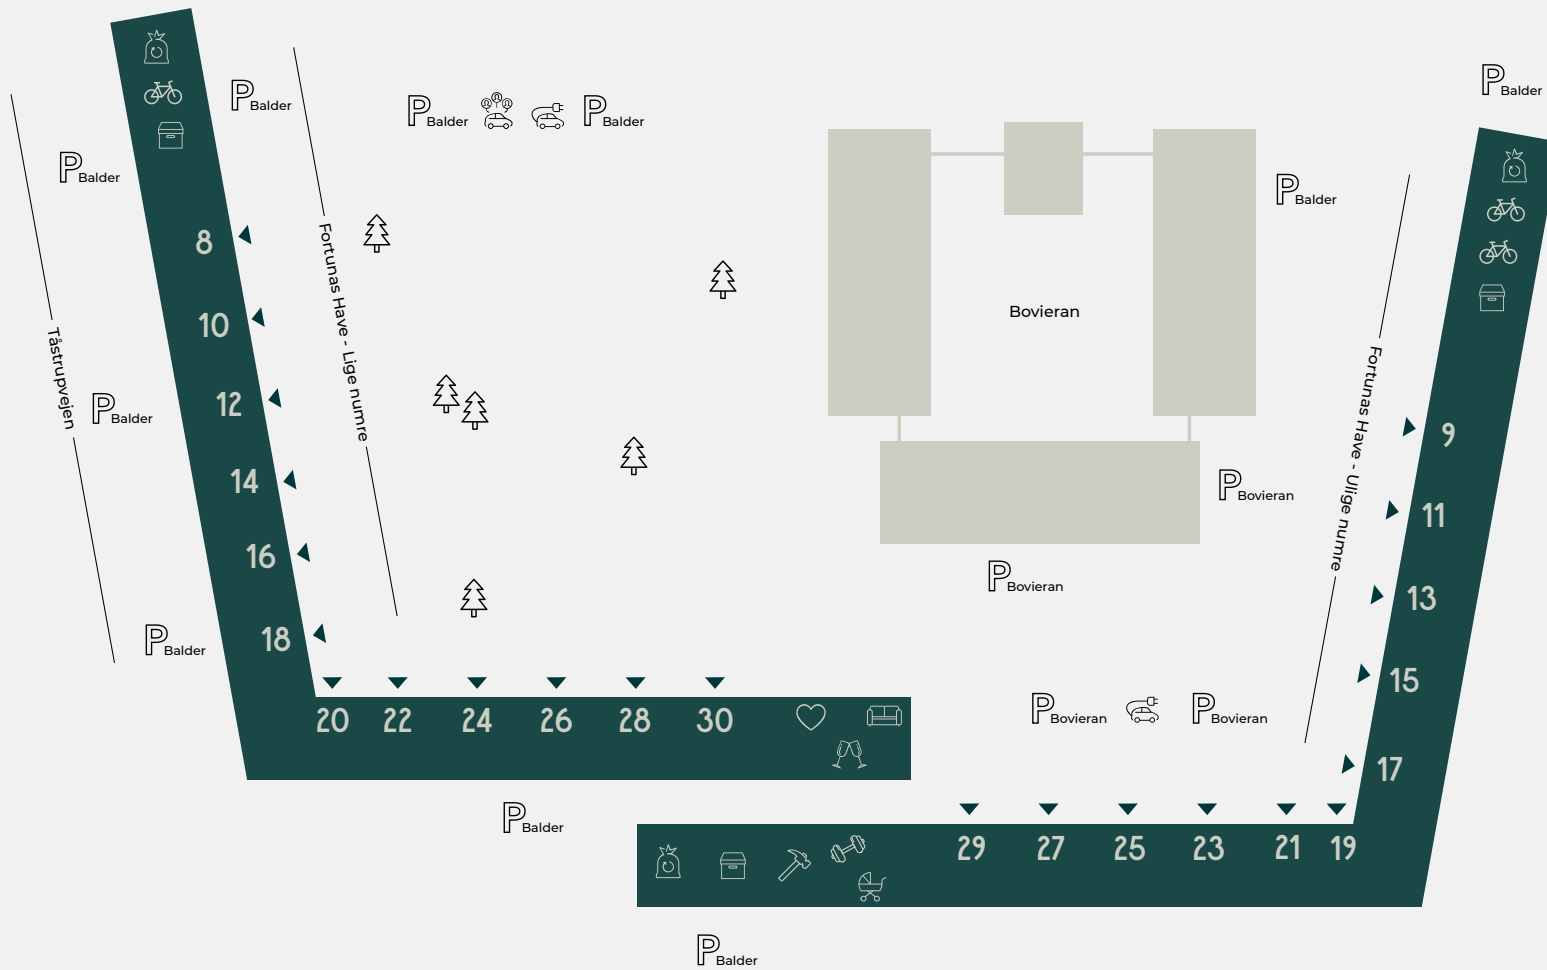 P Balder
P Balder
P Balder
P Balder
P Balder
P Balder
P Balder
8
10
12
14
16
18
Tåstrupvejen
Fortunas Have - Lige numre
P Balder
P Balder
Bovieran
P Bovieran
P Bovieran
Fortunas Have - Ulige numre
9
11
13
15
17
20 22 24 26 28 30
P Bovieran
P Bovieran
P Balder
29 27 25 23 21 19
P Balder